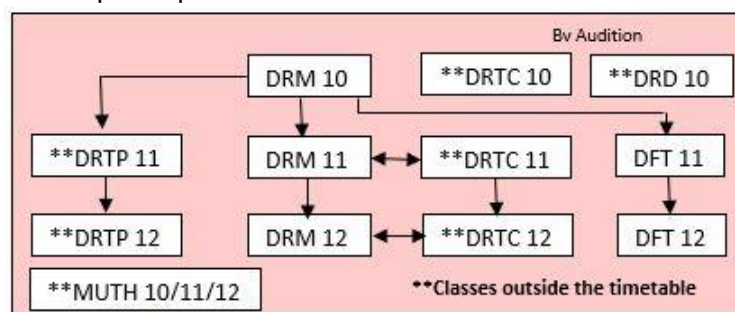 By Audition
DRM 10
**DRTC 10
**DRD 10
**DRTP 11
DRM 11
**DRTC 11
DFT 11
**DRTP 12
DRM 12
**DRTC 12
DFT 12
**MUTH 10/11/12
**Classes outside the timetable